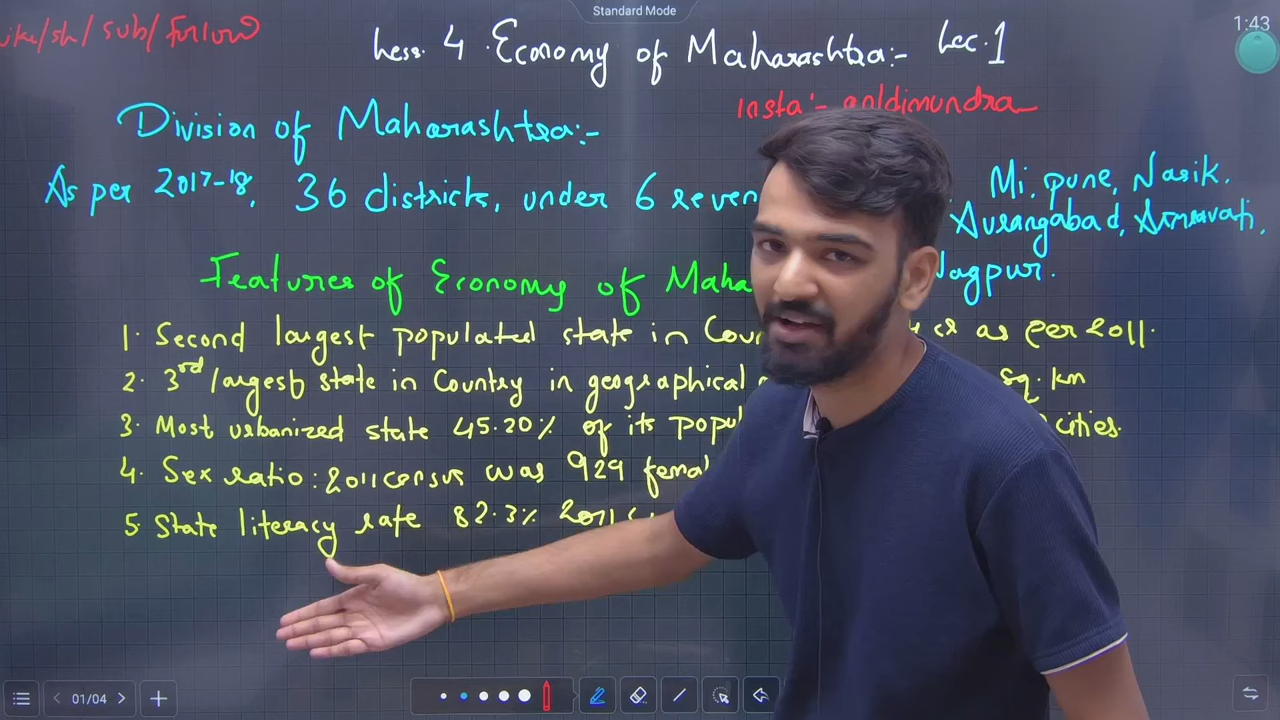 Standard Mode
1:43
ike/sh/sub/follow
Less. 4 Economy of Maharashtra:- Lec. 1
Insta:- goldimundra
Division of Maharashtra:-
As per 2017-18, 36 districts, under 6 reven
Mi, pune, Nasik,
Aurangabad, Amravati,
Nagpur.
Features of Economy of Maha
1. Second largest populated state in Coun cr as per 2011.
2. 3rd largest state in Country in geographical sq. km
3. Most urbanized state 45.20% of its popu cities.
4. Sex ratio: 2011 census was 929 femal
5 State literacy rate 82.3% 2011
01/04